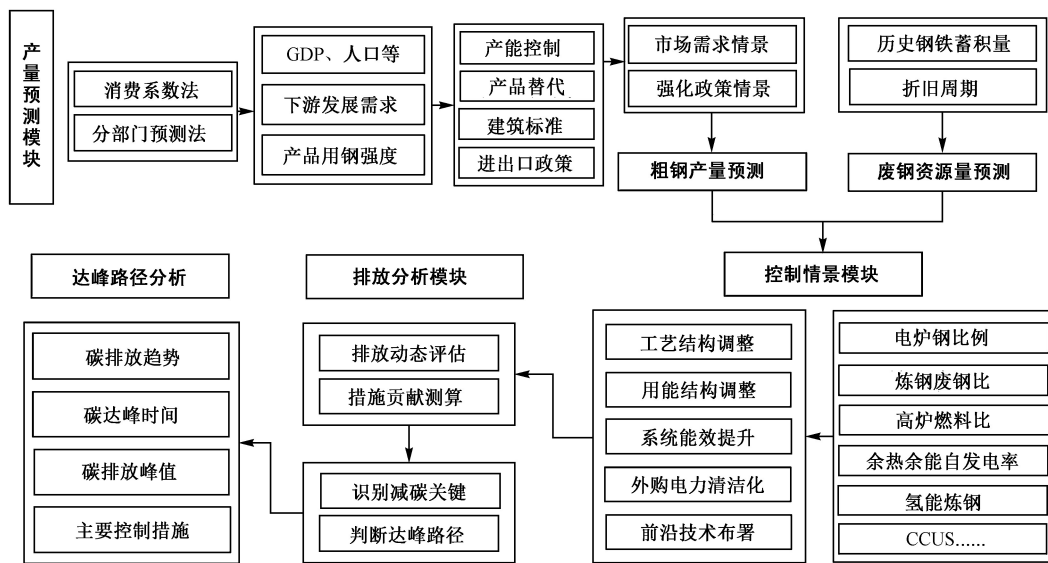 产量预测模块
消费系数法
分部门预测法
GDP、人口等
下游发展需求
产品用钢强度
产能控制
产品替代
建筑标准
进出口政策
市场需求情景
强化政策情景
粗钢产量预测
历史钢铁蓄积量
折旧周期
废钢资源量预测
控制情景模块
电炉钢比例
炼钢废钢比
高炉燃料比
余热余能自发电率
氢能炼钢
CCUS……
工艺结构调整
用能结构调整
系统能效提升
外购电力清洁化
前沿技术布署
排放分析模块
排放动态评估
措施贡献测算
识别减碳关键
判断达峰路径
达峰路径分析
碳排放趋势
碳达峰时间
碳排放峰值
主要控制措施